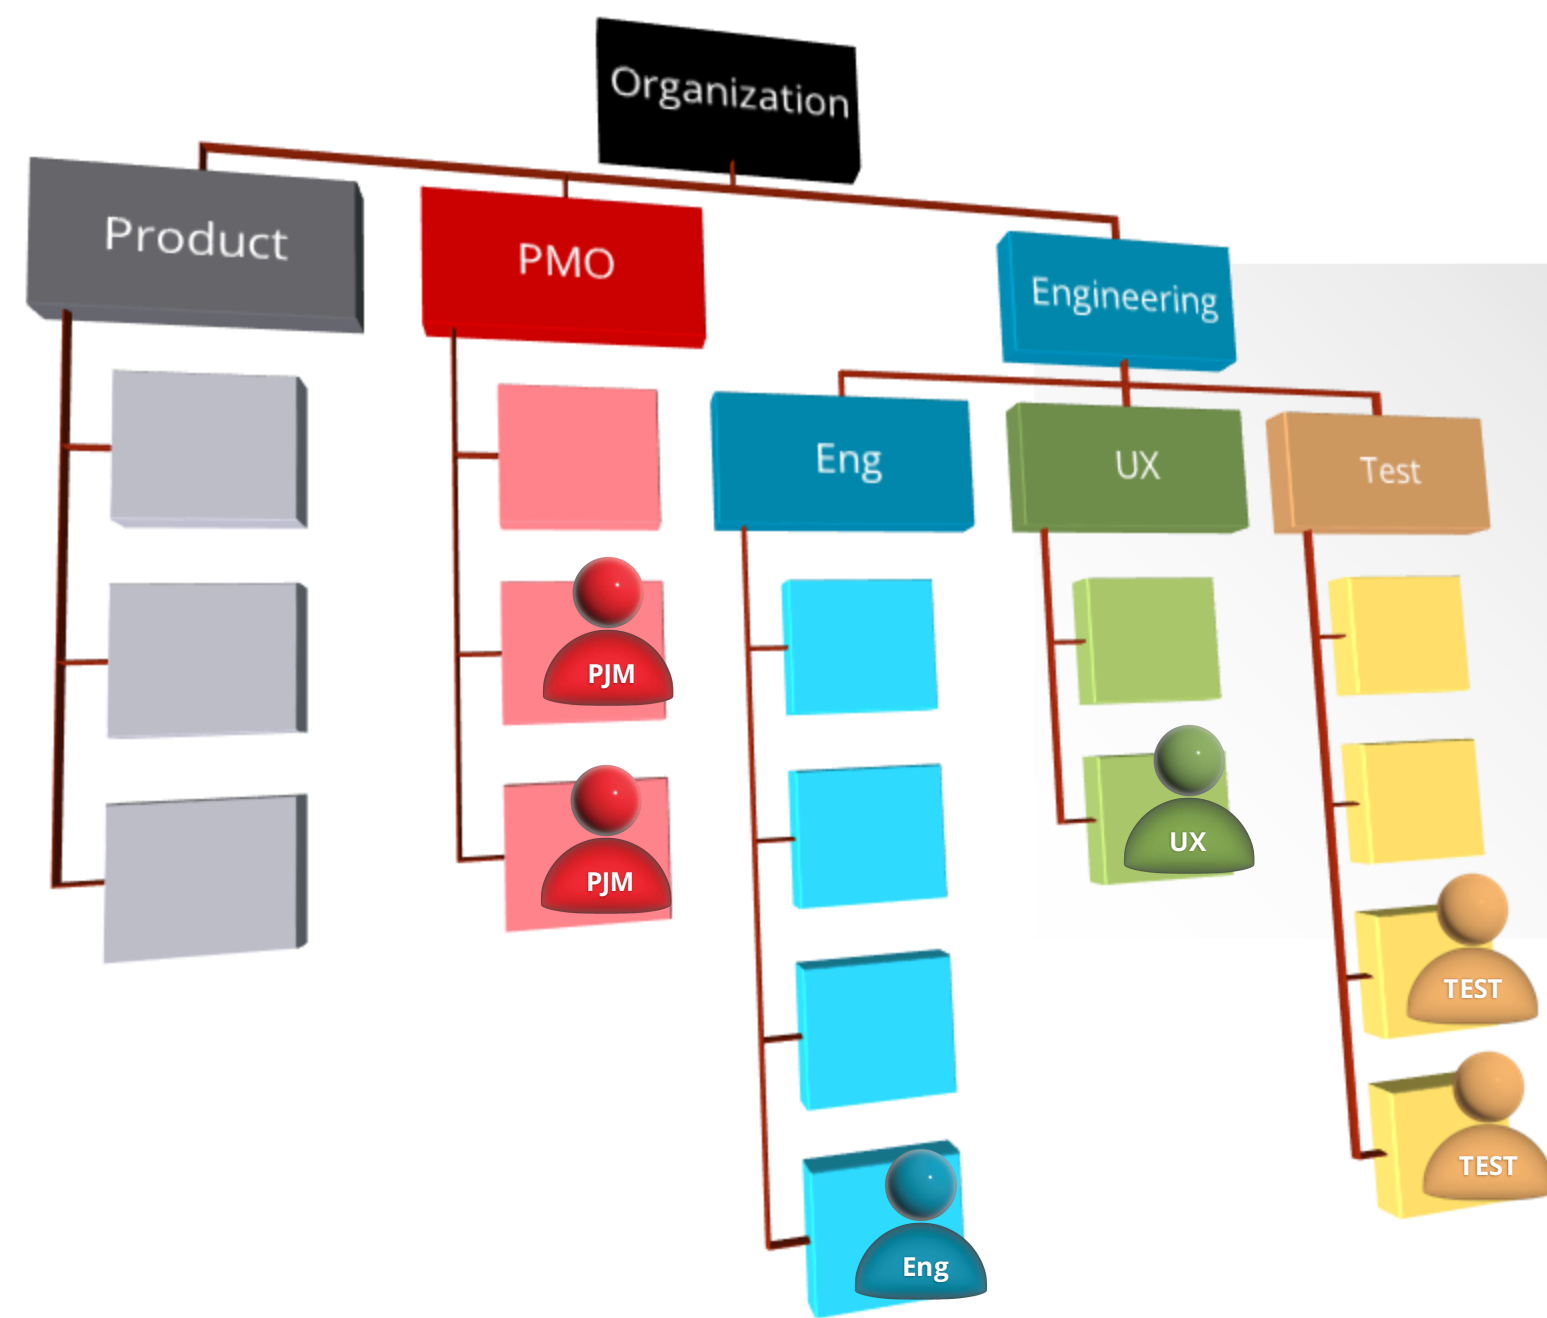 Organization
Product
PMO
Engineering
Eng
UX
Test
PJM
PJM
UX
TEST
TEST
Eng